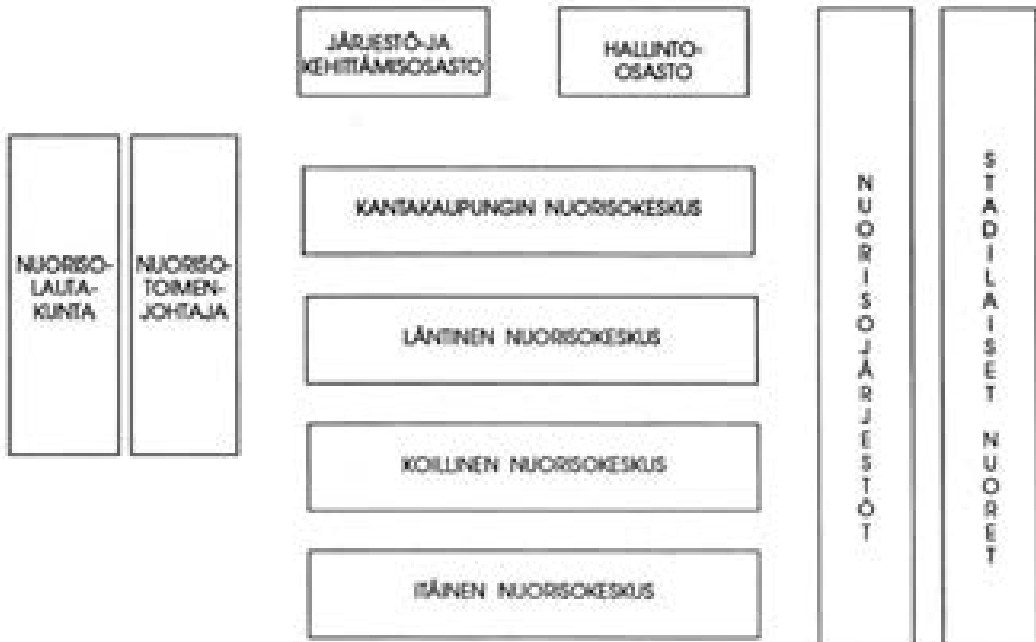 JÄRJESTÖ-JA
KEHITTÄMISOSASTO
HALLINTO-
OSASTO
NUORISO-
LAUTA-
KUNTA
NUORISO-
TOIMEN-
JOHTAJA
KANTAKAUPUNGIN NUORISOKESKUS
LÄNTINEN NUORISOKESKUS
KOILLINEN NUORISOKESKUS
ITÄINEN NUORISOKESKUS
NUORISOJÄRJESTÖT
STADILAISET NUORET